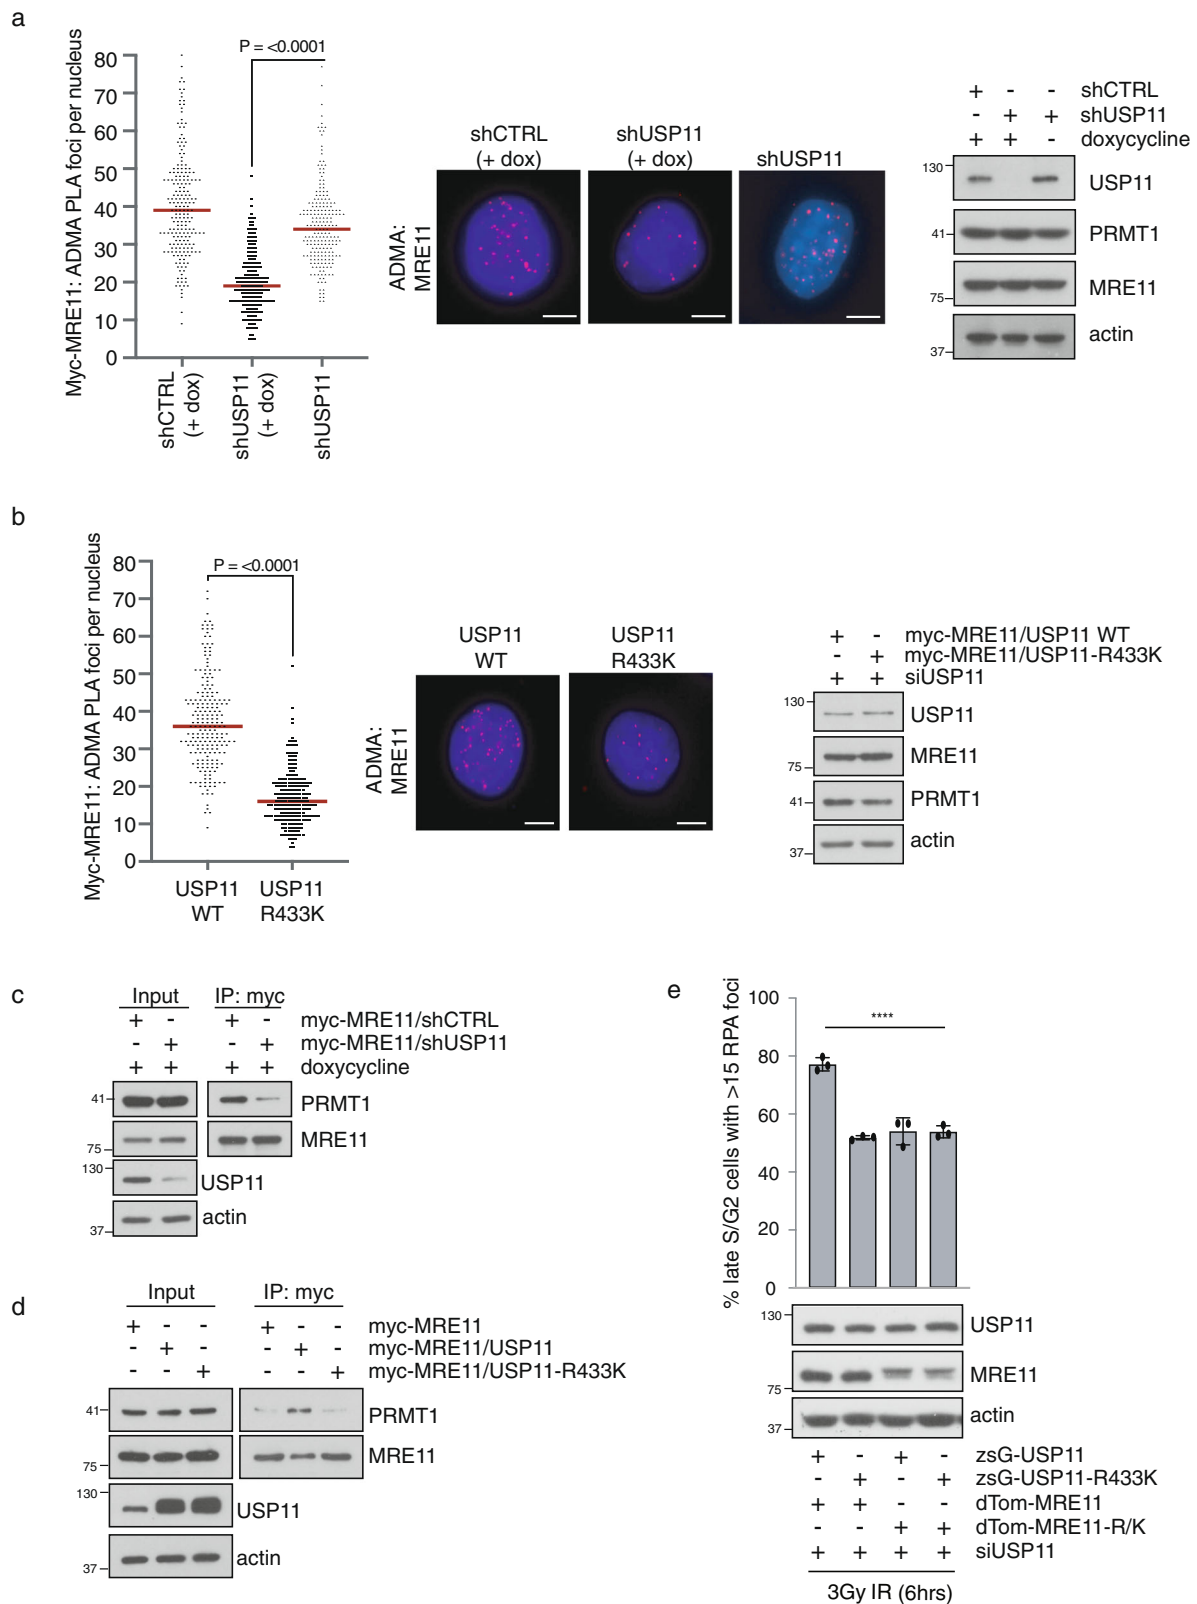 a
Myc-MRE11: ADMA PLA foci per nucleus
80
70
60
50
40
30
20
10
0
P = <0.0001
shCTRL
(+ dox)
shUSP11
(+ dox)
shUSP11
ADMA:
MRE11
shCTRL
(+ dox)
shUSP11
(+ dox)
shUSP11
+ - - shCTRL
- + + shUSP11
+ + - doxycycline
130 USP11
41 PRMT1
75 MRE11
37 actin
b
Myc-MRE11: ADMA PLA foci per nucleus
80
70
60
50
40
30
20
10
0
P = <0.0001
USP11
WT
USP11
R433K
ADMA:
MRE11
USP11
WT
USP11
R433K
+ - myc-MRE11/USP11 WT
- + myc-MRE11/USP11-R433K
+ + siUSP11
130 USP11
75 MRE11
41 PRMT1
37 actin
c
Input IP: myc
+ - + - myc-MRE11/shCTRL
- + - + myc-MRE11/shUSP11
+ + + + doxycycline
41 PRMT1
75 MRE11
130 USP11
37 actin
d
Input IP: myc
+ - - + - - myc-MRE11
- + - - + - myc-MRE11/USP11
- - + - - + myc-MRE11/USP11-R433K
41 PRMT1
75 MRE11
130 USP11
37 actin
e
% late S/G2 cells with >15 RPA foci
100
80
60
40
20
0
****
130 USP11
75 MRE11
37 actin
+ - + - zsG-USP11
- + - + zsG-USP11-R433K
+ + - - dTom-MRE11
- - + + dTom-MRE11-R/K
+ + + + siUSP11
3Gy IR (6hrs)